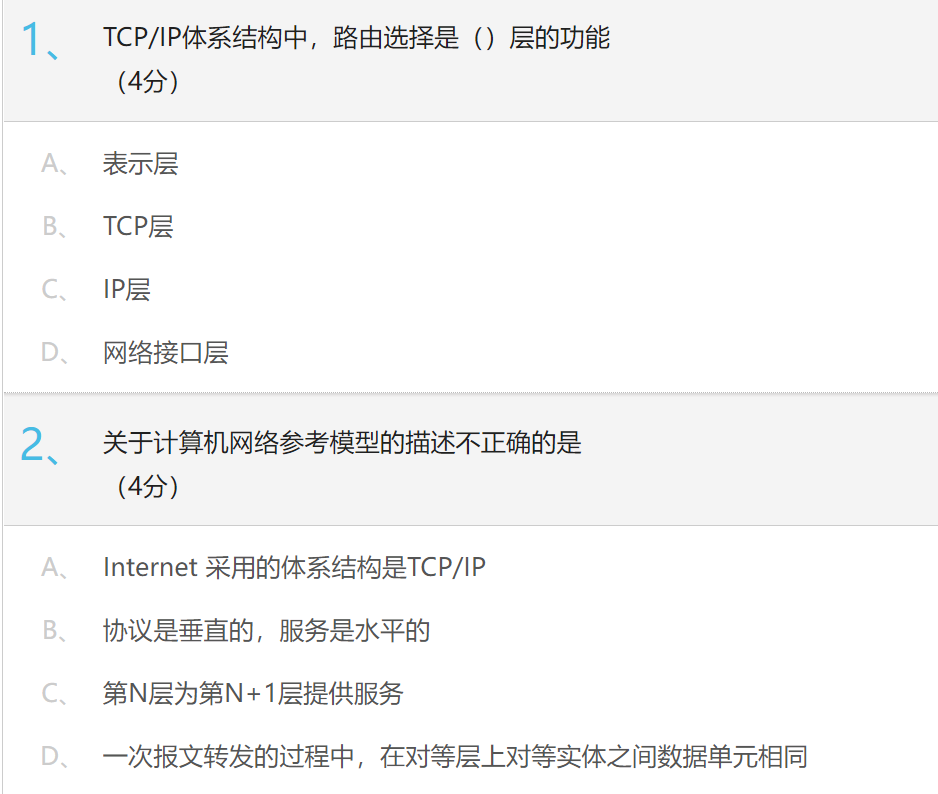 1、 TCP/IP体系结构中，路由选择是（）层的功能
（4分）
A、 表示层
B、 TCP层
C、 IP层
D、 网络接口层
2、 关于计算机网络参考模型的描述不正确的是
（4分）
A、 Internet 采用的体系结构是TCP/IP
B、 协议是垂直的，服务是水平的
C、 第N层为第N+1层提供服务
D、 一次报文转发的过程中，在对等层上对等实体之间数据单元相同